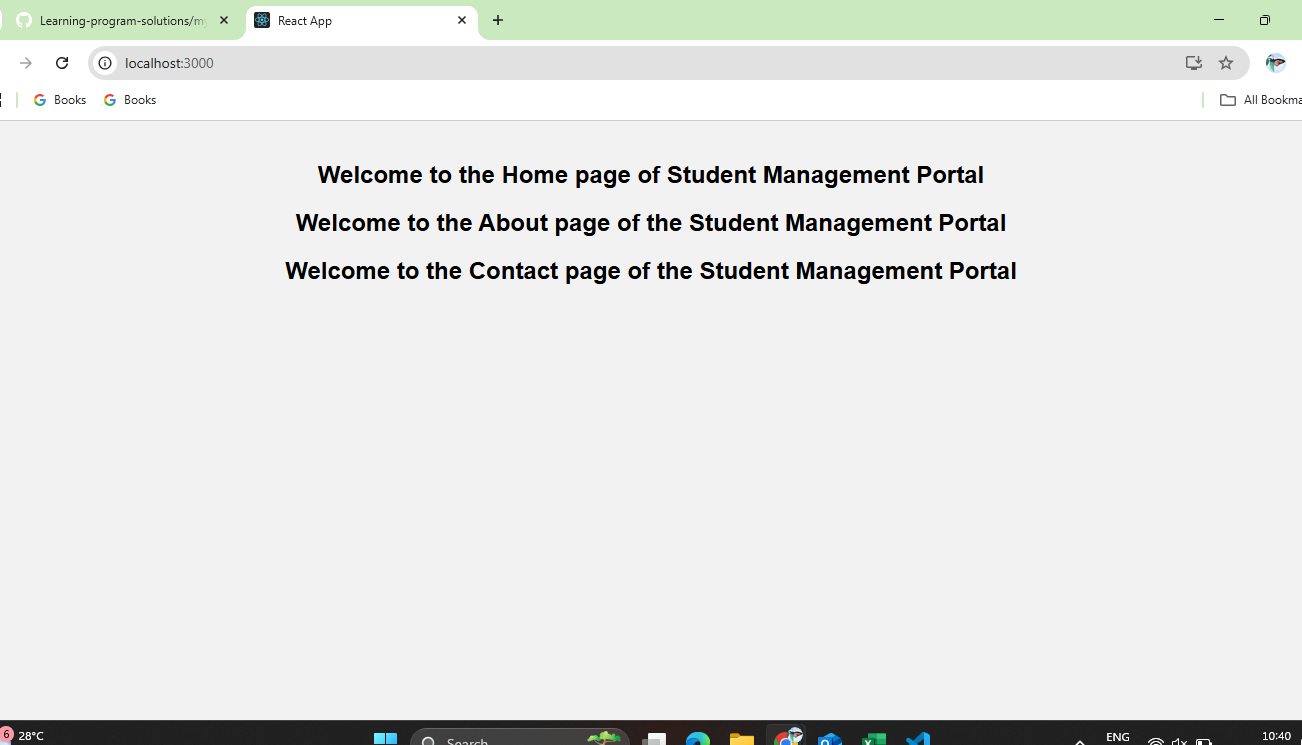 Learning-program-solutions/my
React App
localhost:3000
Books
Books
All Bookma
Welcome to the Home page of Student Management Portal
Welcome to the About page of the Student Management Portal
Welcome to the Contact page of the Student Management Portal
6
28°C
Search
ENG
10:40